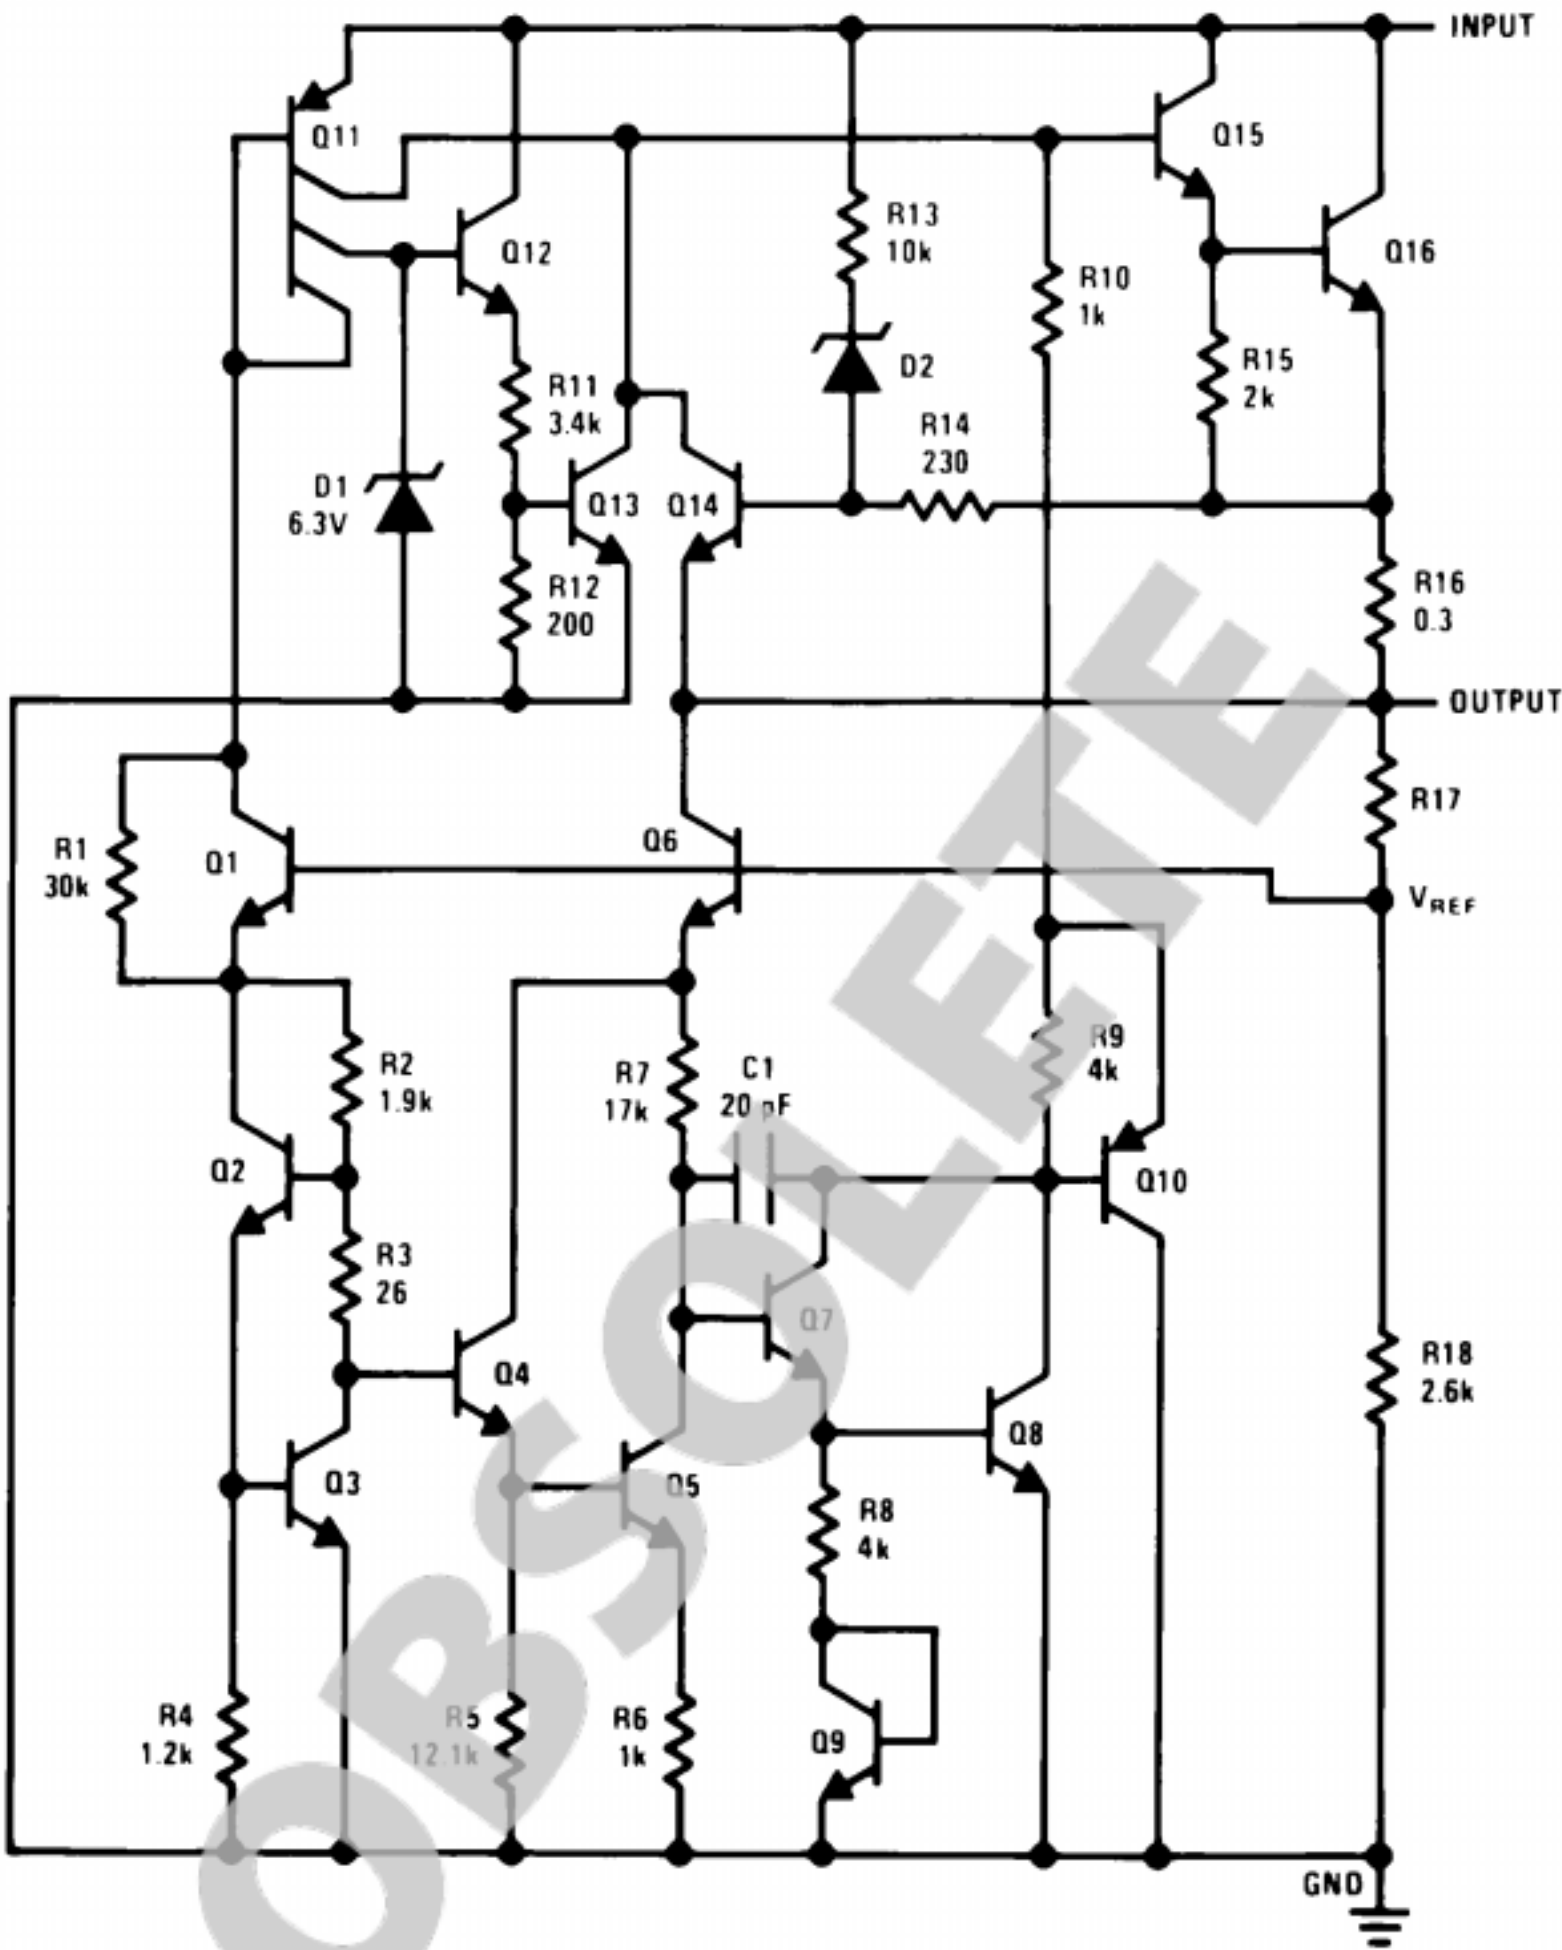 INPUT
Q11
Q15
R13
10k
Q12
Q16
R10
1k
D2
R15
2k
R11
3.4k
R14
230
D1
6.3V
Q13
Q14
R12
200
R16
0.3
OUTPUT
R17
R1
30k
Q1
Q6
VREF
R2
1.9k
R7
17k
C1
20 pF
R9
4k
Q2
Q10
R3
26
Q7
Q4
R18
2.6k
Q8
Q3
Q5
R8
4k
R4
1.2k
R5
12.1k
R6
1k
Q9
GND
OBSOLETE